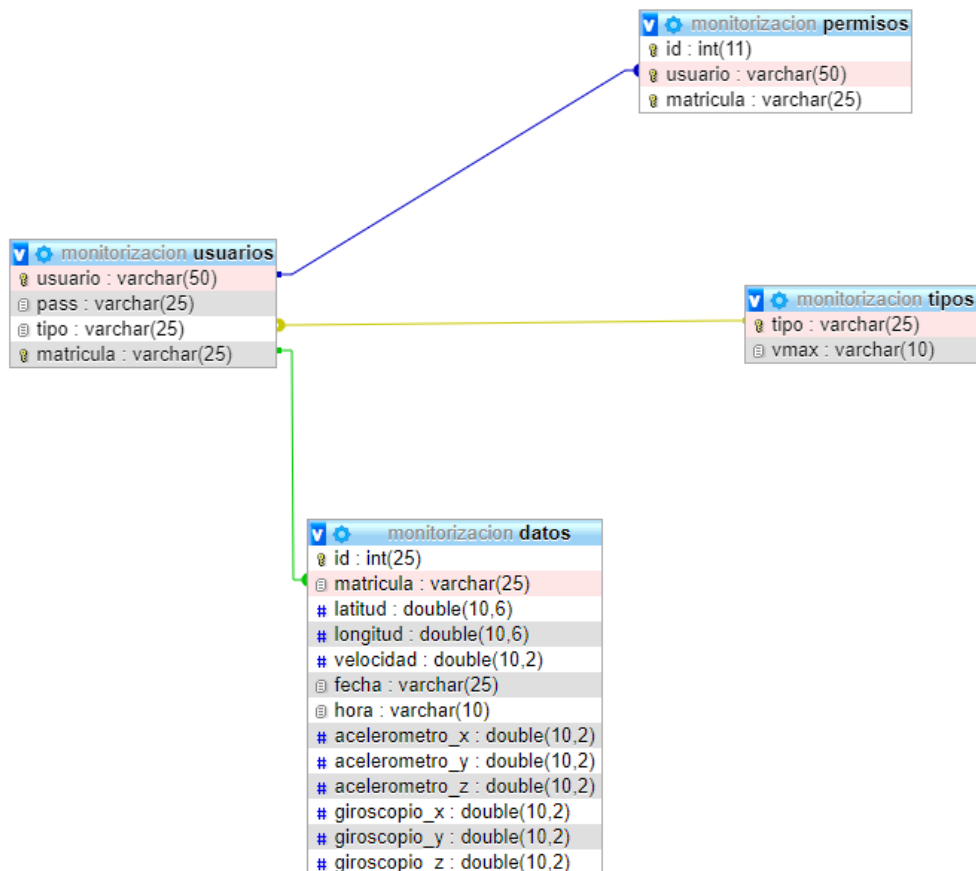 monitorizacion permisos
id : int(11)
usuario : varchar(50)
matricula : varchar(25)
monitorizacion usuarios
usuario : varchar(50)
pass : varchar(25)
tipo : varchar(25)
matricula : varchar(25)
monitorizacion tipos
tipo : varchar(25)
vmax : varchar(10)
monitorizacion datos
id : int(25)
matricula : varchar(25)
# latitud : double(10,6)
# longitud : double(10,6)
# velocidad : double(10,2)
fecha : varchar(25)
hora : varchar(10)
# acelerometro_x : double(10,2)
# acelerometro_y : double(10,2)
# acelerometro_z : double(10,2)
# giroscopio_x : double(10,2)
# giroscopio_y : double(10,2)
# giroscopio_z : double(10,2)